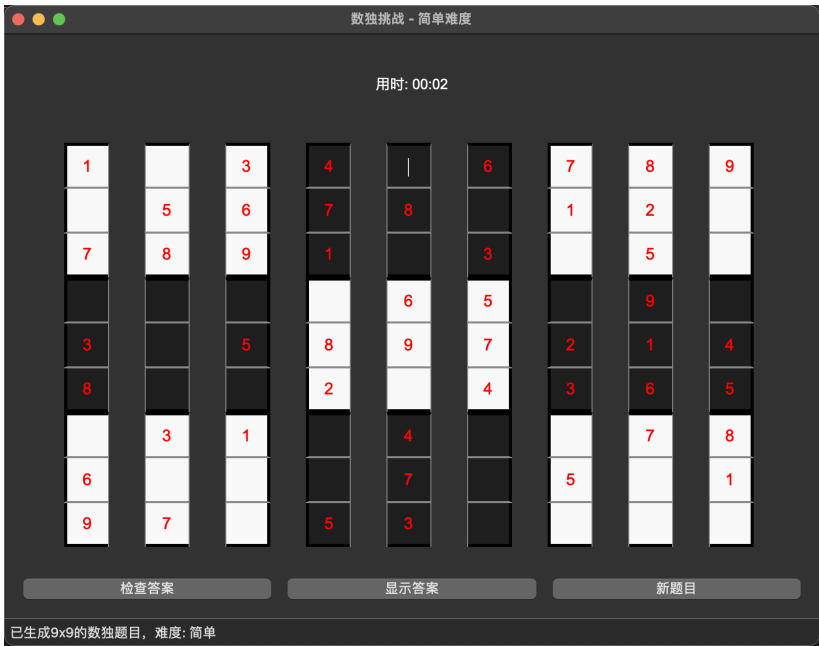 数独挑战 - 简单难度
用时: 00:02
1 3 4 6 7 8 9
5 6 7 8 1 2
7 8 9 1 3 5
6 5 9
3 5 8 9 7 2 1 4
8 2 4 3 6 5
3 1 4 7 8
6 7 5 1
9 7 5 3
检查答案 显示答案 新题目
已生成9x9的数独题目，难度: 简单